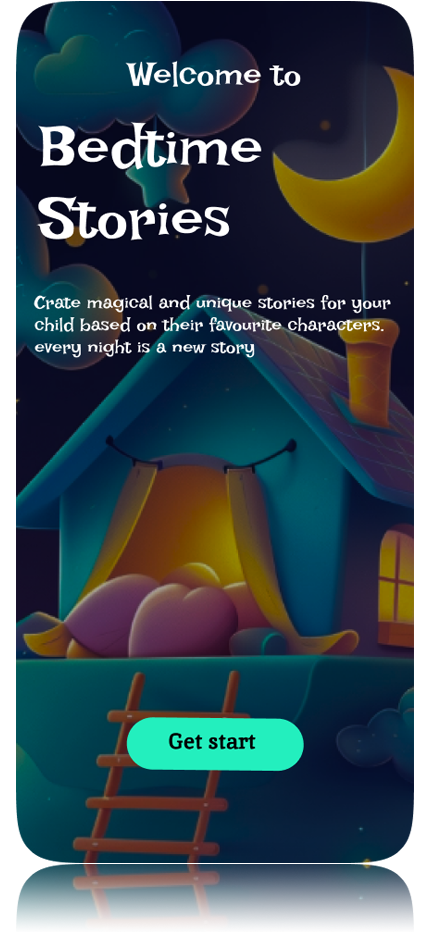 Welcome to
Bedtime
Stories
Crate magical and unique stories for your
child based on their favourite characters.
every night is a new story
Get start